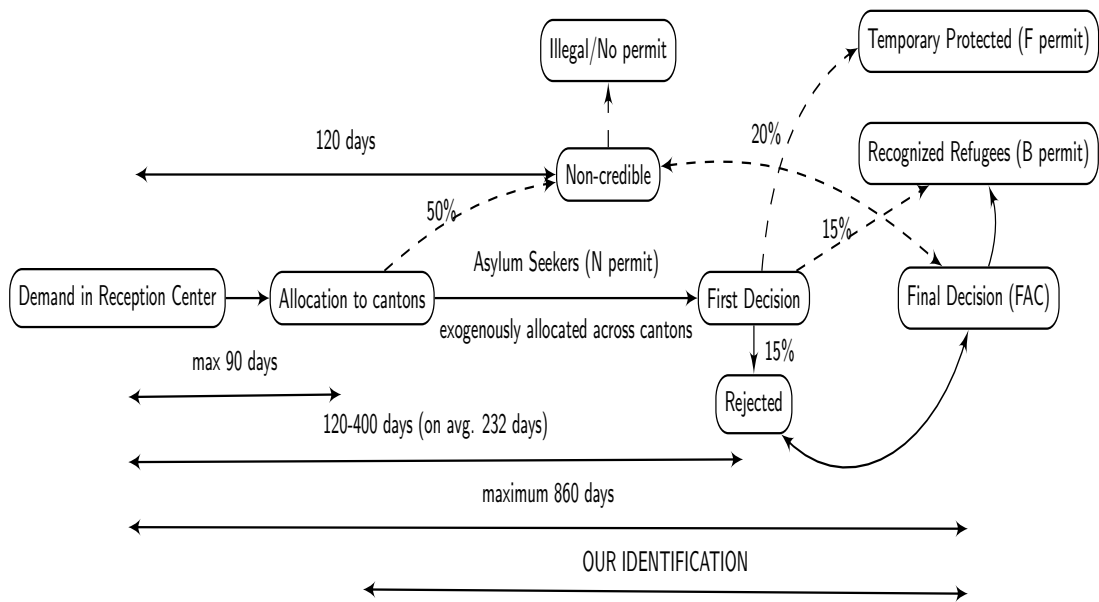 Temporary Protected (F permit)
Illegal/No permit
20%
120 days
Recognized Refugees (B permit)
Non-credible
50%
15%
Asylum Seekers (N permit)
Demand in Reception Center
Allocation to cantons
First Decision
Final Decision (FAC)
exogenously allocated across cantons
15%
max 90 days
Rejected
120-400 days (on avg. 232 days)
maximum 860 days
OUR IDENTIFICATION